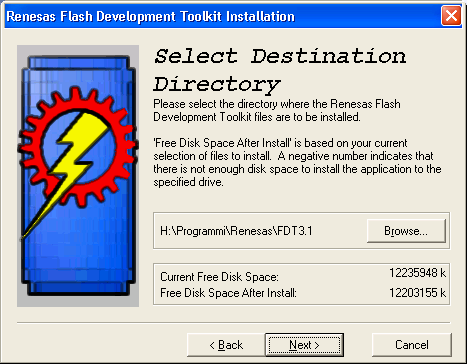 Renesas Flash Development Toolkit Installation
Select Destination
Directory
Please select the directory where the Renesas Flash
Development Toolkit files are to be installed.
'Free Disk Space After Install' is based on your current
selection of files to install.  A negative number indicates that
there is not enough disk space to install the application to the
specified drive.
H:\Programmi\Renesas\FDT3.1
Browse...
Current Free Disk Space: 12235948 k
Free Disk Space After Install: 12203155 k
< Back
Next >
Cancel